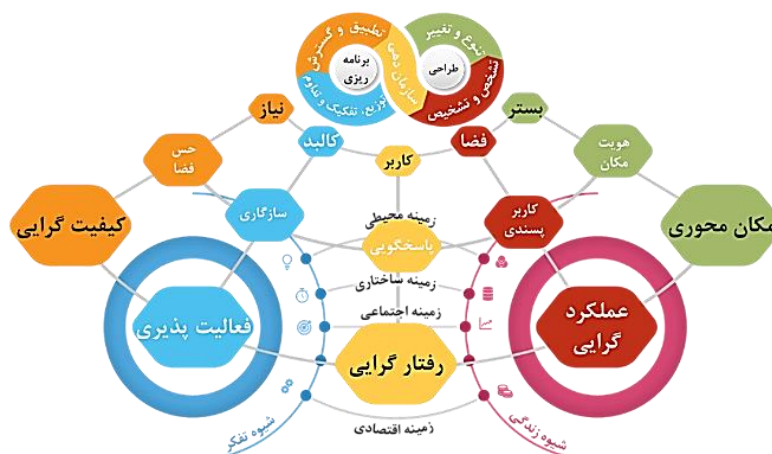 تنوع و تغییر
تطبیق و گسترش
طراحی
سازمان دهی
برنامه
ریزی
تشخص و تشخیص
توزیع، تفکیک و تداوم
بستر
نیاز
فضا
کالبد
کاربر
هویت
مکان
حس
فضا
مکان محوری
کاربر
پسندی
زمینه محیطی
سازگاری
کیفیت گرایی
پاسخگویی
زمینه ساختاری
زمینه اجتماعی
عملکرد
گرایی
فعالیت پذیری
رفتار گرایی
شیوه زندگی
شیوه تفکر
زمینه اقتصادی